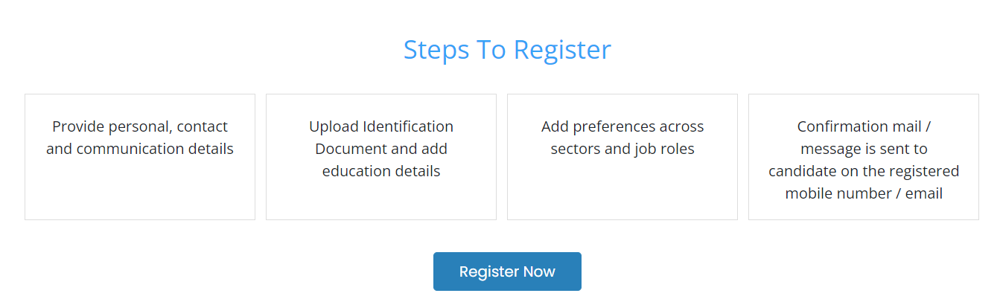 Steps To Register
Provide personal, contact
and communication details
Upload Identification
Document and add
education details
Add preferences across
sectors and job roles
Confirmation mail /
message is sent to
candidate on the registered
mobile number / email
Register Now